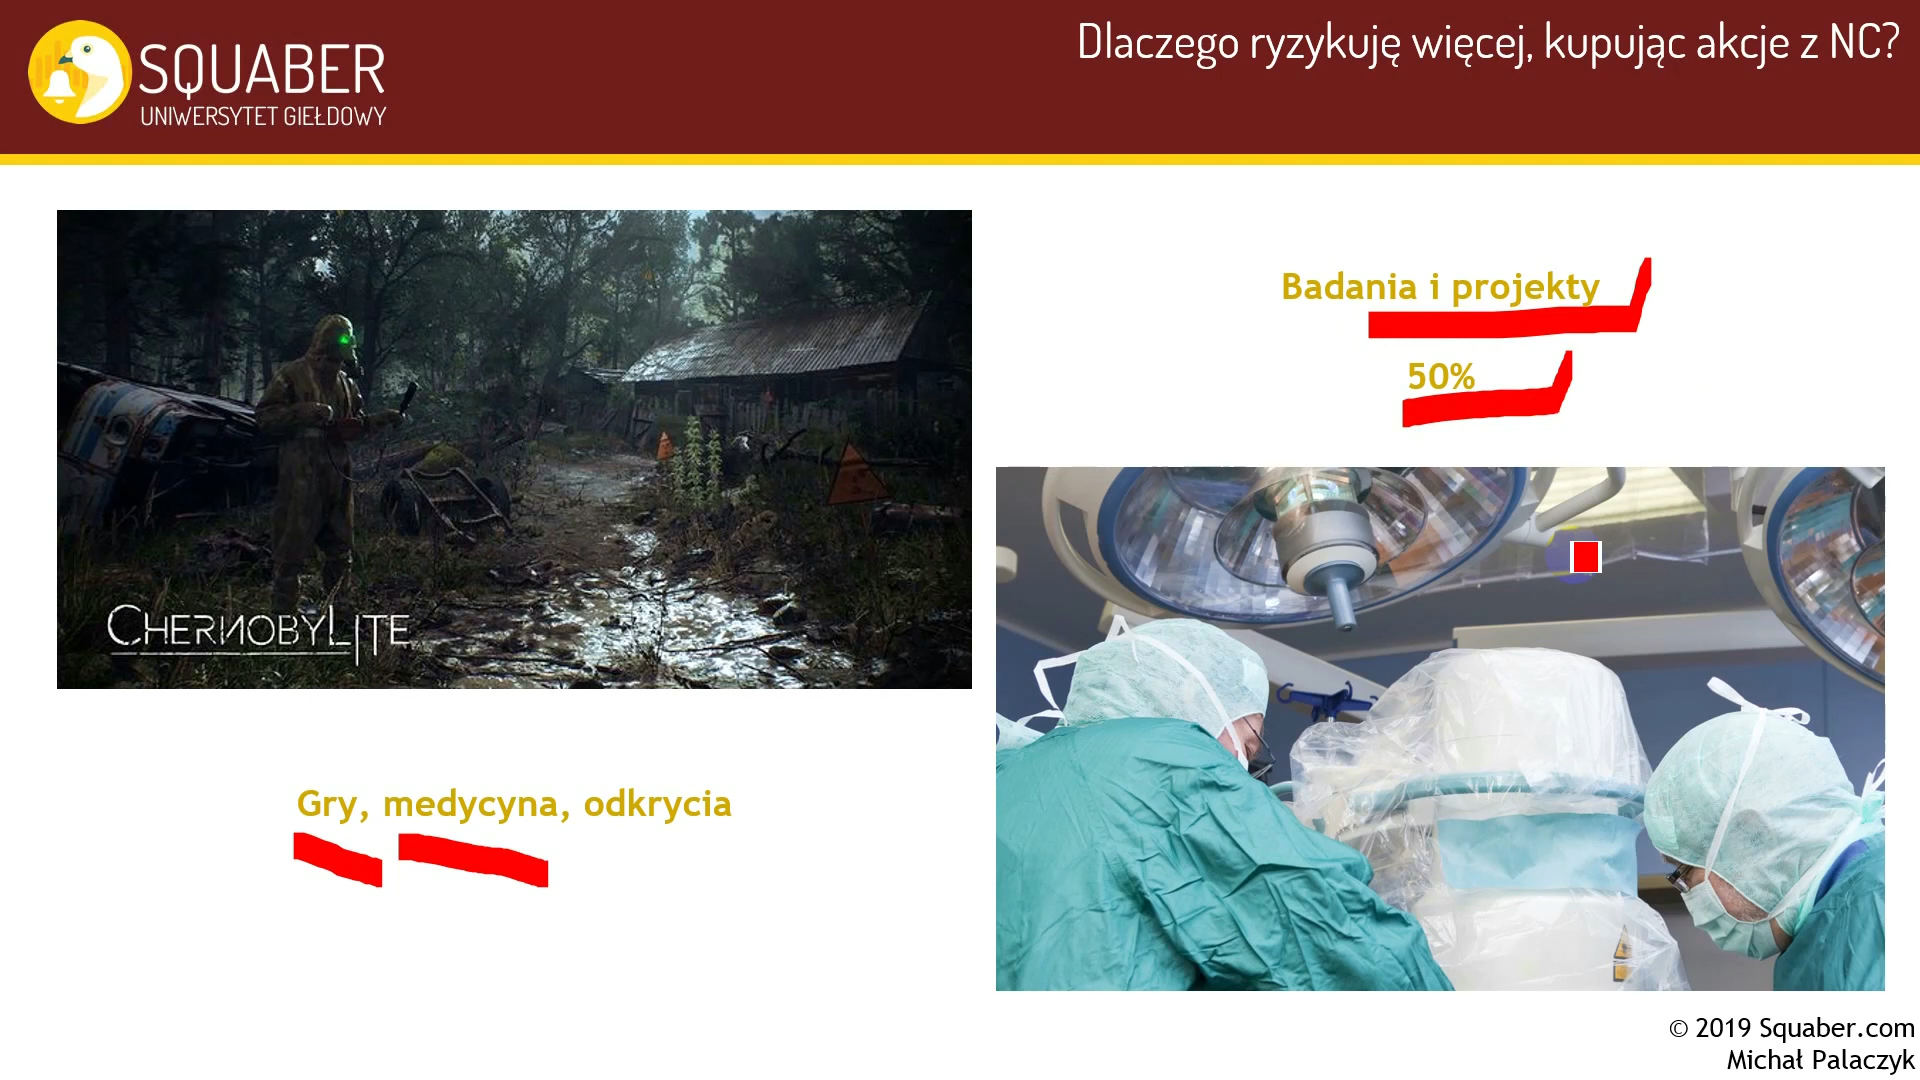 SQUABER
UNIWERSYTET GIEŁDOWY
Dlaczego ryzykuję więcej, kupując akcje z NC?
Badania i projekty
50%
CHERNOBYLITE
Gry, medycyna, odkrycia
© 2019 Squaber.com
Michał Palaczyk